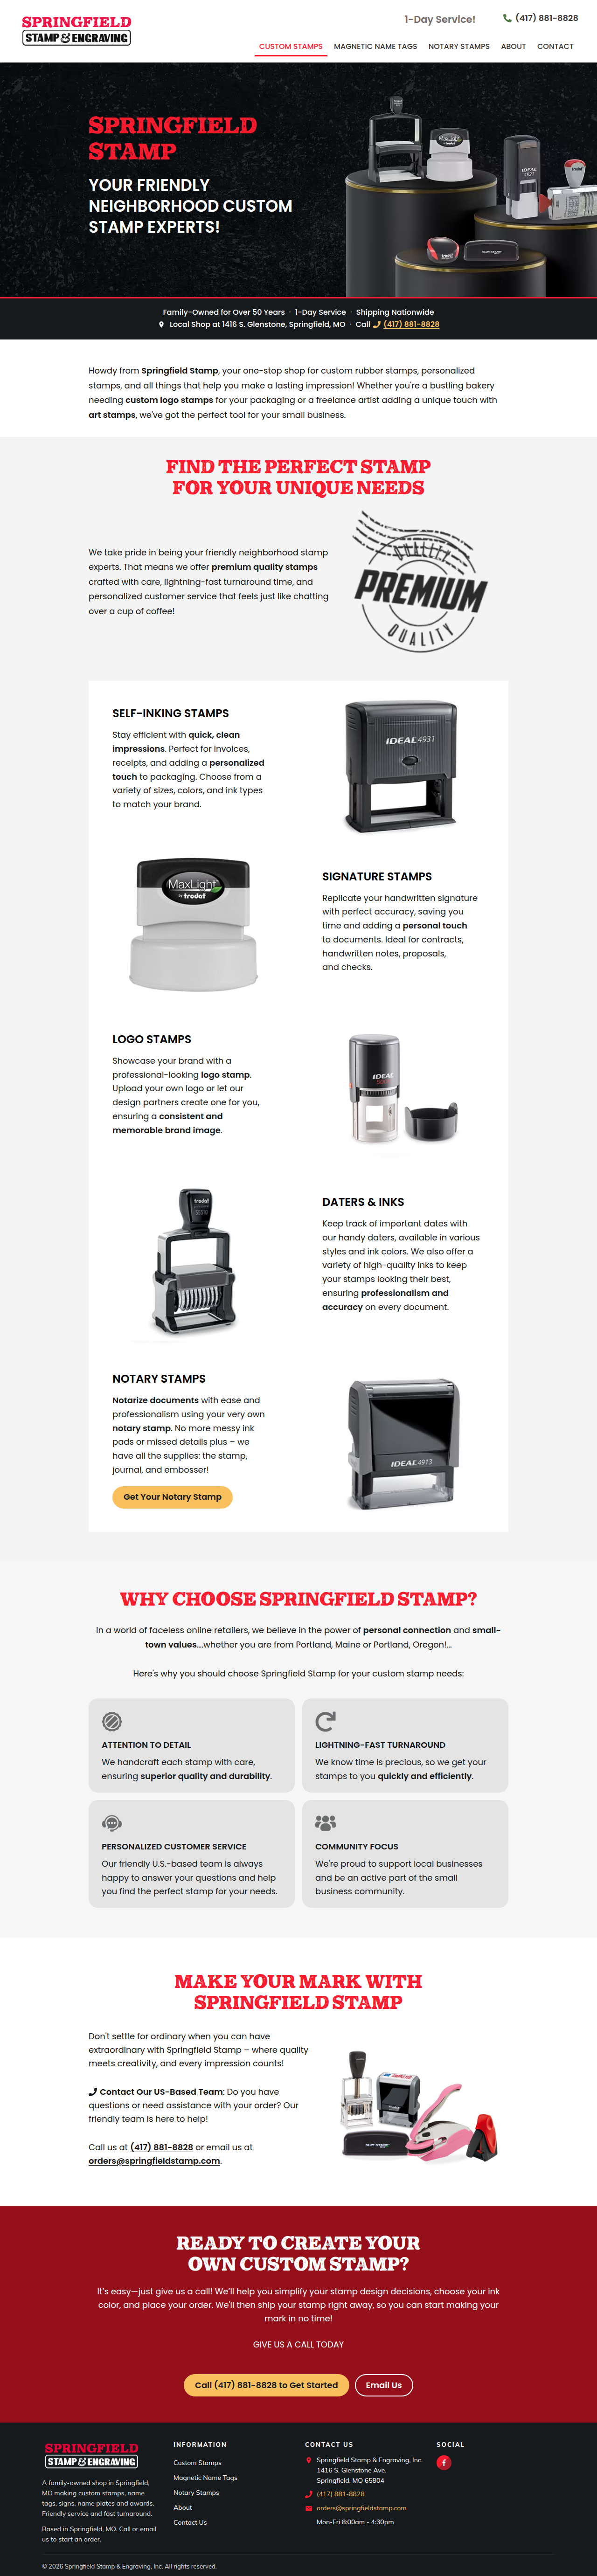 SPRINGFIELD
STAMP & ENGRAVING
1-Day Service!
(417) 881-8828
CUSTOM STAMPS
MAGNETIC NAME TAGS
NOTARY STAMPS
ABOUT
CONTACT
SPRINGFIELD
STAMP
YOUR FRIENDLY
NEIGHBORHOOD CUSTOM
STAMP EXPERTS!
Family-Owned for Over 50 Years · 1-Day Service · Shipping Nationwide
Local Shop at 1416 S. Glenstone, Springfield, MO · Call (417) 881-8828
Howdy from Springfield Stamp, your one-stop shop for custom rubber stamps, personalized
stamps, and all things that help you make a lasting impression! Whether you're a bustling bakery
needing custom logo stamps for your packaging or a freelance artist adding a unique touch with
art stamps, we've got the perfect tool for your small business.
FIND THE PERFECT STAMP
FOR YOUR UNIQUE NEEDS
We take pride in being your friendly neighborhood stamp
experts. That means we offer premium quality stamps
crafted with care, lightning-fast turnaround time, and
personalized customer service that feels just like chatting
over a cup of coffee!
QUALITY
PREMIUM
QUALITY
SELF-INKING STAMPS
Stay efficient with quick, clean
impressions. Perfect for invoices,
receipts, and adding a personalized
touch to packaging. Choose from a
variety of sizes, colors, and ink types
to match your brand.
IDEAL 4931
MaxLight
by trodat
SIGNATURE STAMPS
Replicate your handwritten signature
with perfect accuracy, saving you
time and adding a personal touch
to documents. Ideal for contracts,
handwritten notes, proposals,
and checks.
LOGO STAMPS
Showcase your brand with a
professional-looking logo stamp.
Upload your own logo or let our
design partners create one for you,
ensuring a consistent and
memorable brand image.
IDEAL
trodat
DATERS & INKS
Keep track of important dates with
our handy daters, available in various
styles and ink colors. We also offer a
variety of high-quality inks to keep
your stamps looking their best,
ensuring professionalism and
accuracy on every document.
NOTARY STAMPS
Notarize documents with ease and
professionalism using your very own
notary stamp. No more messy ink
pads or missed details plus – we
have all the supplies: the stamp,
journal, and embosser!
Get Your Notary Stamp
IDEAL 4913
WHY CHOOSE SPRINGFIELD STAMP?
In a world of faceless online retailers, we believe in the power of personal connection and small-
town values….whether you are from Portland, Maine or Portland, Oregon!…
Here's why you should choose Springfield Stamp for your custom stamp needs:
ATTENTION TO DETAIL
We handcraft each stamp with care,
ensuring superior quality and durability.
LIGHTNING-FAST TURNAROUND
We know time is precious, so we get your
stamps to you quickly and efficiently.
PERSONALIZED CUSTOMER SERVICE
Our friendly U.S.-based team is always
happy to answer your questions and help
you find the perfect stamp for your needs.
COMMUNITY FOCUS
We're proud to support local businesses
and be an active part of the small
business community.
MAKE YOUR MARK WITH
SPRINGFIELD STAMP
Don't settle for ordinary when you can have
extraordinary with Springfield Stamp – where quality
meets creativity, and every impression counts!
Contact Our US-Based Team: Do you have
questions or need assistance with your order? Our
friendly team is here to help!
Call us at (417) 881-8828 or email us at
orders@springfieldstamp.com.
READY TO CREATE YOUR
OWN CUSTOM STAMP?
It's easy—just give us a call! We'll help you simplify your stamp design decisions, choose your ink
color, and place your order. We'll then ship your stamp right away, so you can start making your
mark in no time!
GIVE US A CALL TODAY
Call (417) 881-8828 to Get Started
Email Us
SPRINGFIELD
STAMP & ENGRAVING
A family-owned shop in Springfield,
MO making custom stamps, name
tags, signs, name plates and awards.
Friendly service and fast turnaround.
Based in Springfield, MO. Call or email
us to start an order.
INFORMATION
Custom Stamps
Magnetic Name Tags
Notary Stamps
About
Contact Us
CONTACT US
Springfield Stamp & Engraving, Inc.
1416 S. Glenstone Ave.
Springfield, MO 65804
(417) 881-8828
orders@springfieldstamp.com
Mon-Fri 8:00am - 4:30pm
SOCIAL
© 2026 Springfield Stamp & Engraving, Inc. All rights reserved.